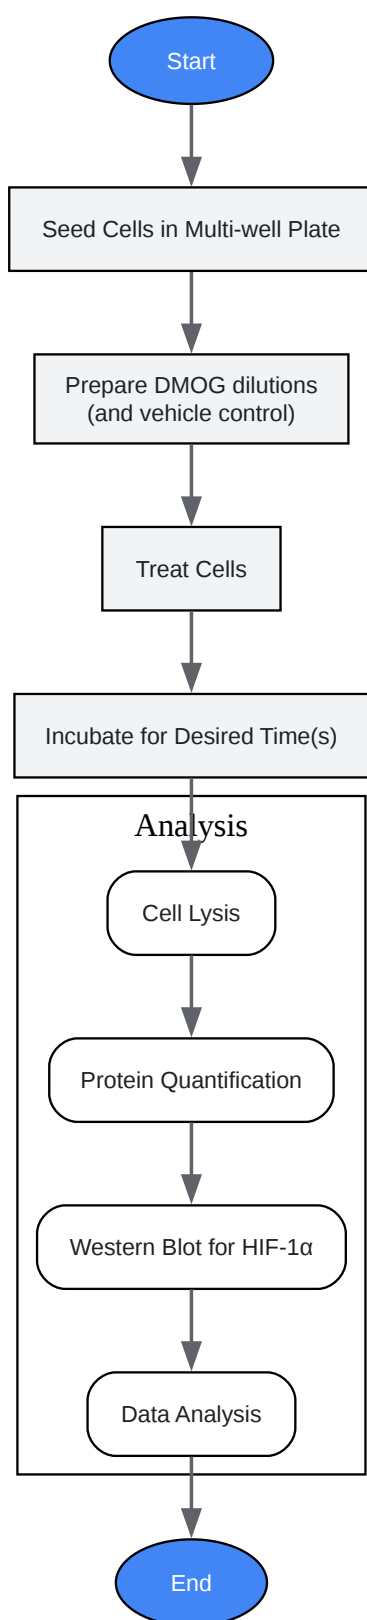 Start
Seed Cells in Multi-well Plate
Prepare DMOG dilutions
(and vehicle control)
Treat Cells
Incubate for Desired Time(s)
Analysis
Cell Lysis
Protein Quantification
Western Blot for HIF-1α
Data Analysis
End